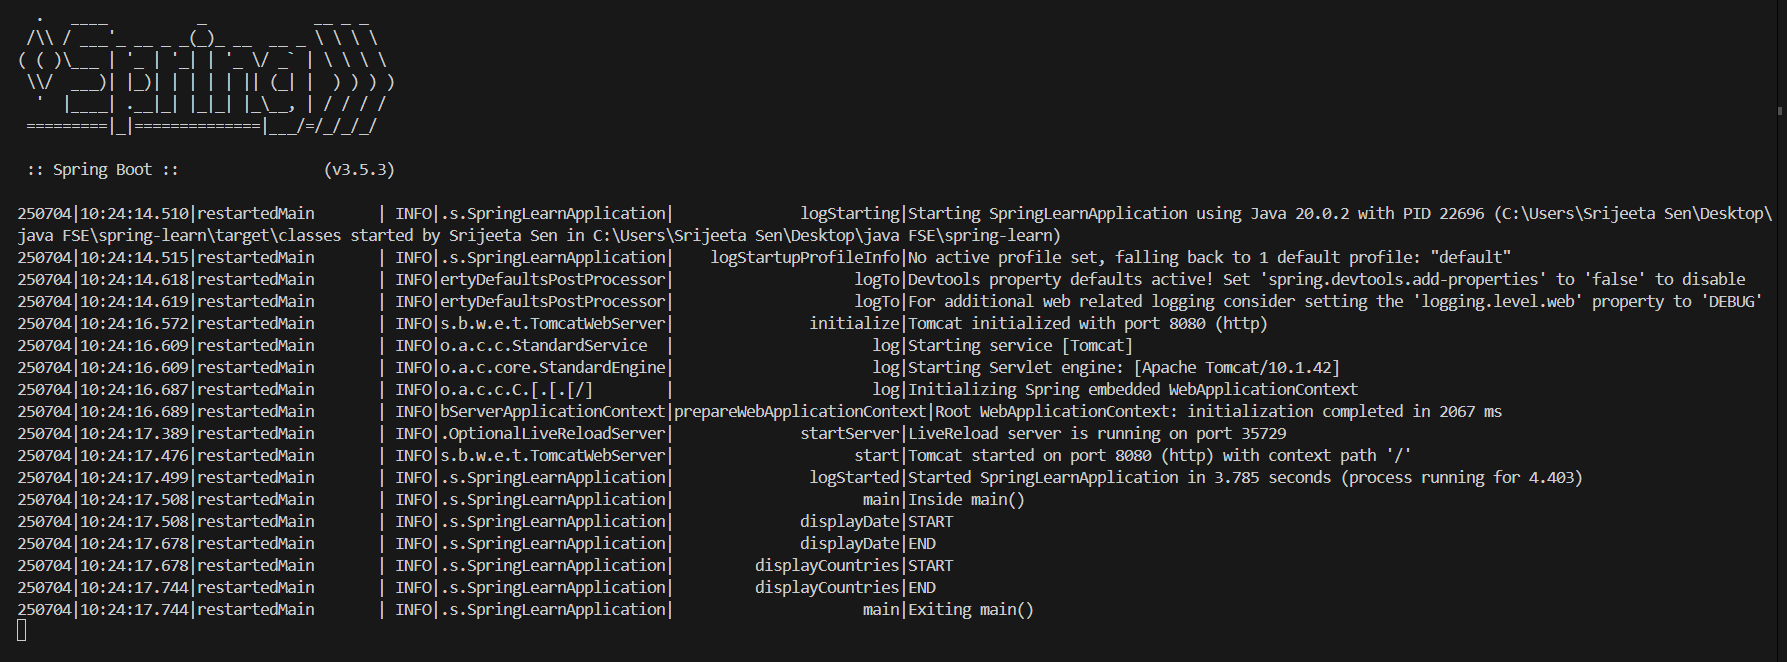 .   ____          _            __ _ _
 /\\ / ___'_ __ _ _(_)_ __  __ _ \ \ \ \
( ( )\___ | '_ | '_| | '_ \/ _` | \ \ \ \
 \\/  ___)| |_)| | | | | || (_| |  ) ) ) )
  '  |____| .__|_| |_|_| |_\__, | / / / /
 =========|_|==============|___/=/_/_/_/

 :: Spring Boot ::                (v3.5.3)

250704|10:24:14.510|restartedMain       | INFO|.s.SpringLearnApplication|              logStarting|Starting SpringLearnApplication using Java 20.0.2 with PID 22696 (C:\Users\Srijeeta Sen\Desktop\
java FSE\spring-learn\target\classes started by Srijeeta Sen in C:\Users\Srijeeta Sen\Desktop\java FSE\spring-learn)
250704|10:24:14.515|restartedMain       | INFO|.s.SpringLearnApplication|    logStartupProfileInfo|No active profile set, falling back to 1 default profile: "default"
250704|10:24:14.618|restartedMain       | INFO|ertyDefaultsPostProcessor|                    logTo|Devtools property defaults active! Set 'spring.devtools.add-properties' to 'false' to disable
250704|10:24:14.619|restartedMain       | INFO|ertyDefaultsPostProcessor|                    logTo|For additional web related logging consider setting the 'logging.level.web' property to 'DEBUG'
250704|10:24:16.572|restartedMain       | INFO|s.b.w.e.t.TomcatWebServer|               initialize|Tomcat initialized with port 8080 (http)
250704|10:24:16.609|restartedMain       | INFO|o.a.c.c.StandardService  |                      log|Starting service [Tomcat]
250704|10:24:16.609|restartedMain       | INFO|o.a.c.core.StandardEngine|                      log|Starting Servlet engine: [Apache Tomcat/10.1.42]
250704|10:24:16.687|restartedMain       | INFO|o.a.c.c.C.[.[.[/]        |                      log|Initializing Spring embedded WebApplicationContext
250704|10:24:16.689|restartedMain       | INFO|bServerApplicationContext|prepareWebApplicationContext|Root WebApplicationContext: initialization completed in 2067 ms
250704|10:24:17.389|restartedMain       | INFO|.OptionalLiveReloadServer|              startServer|LiveReload server is running on port 35729
250704|10:24:17.476|restartedMain       | INFO|s.b.w.e.t.TomcatWebServer|                    start|Tomcat started on port 8080 (http) with context path '/'
250704|10:24:17.499|restartedMain       | INFO|.s.SpringLearnApplication|               logStarted|Started SpringLearnApplication in 3.785 seconds (process running for 4.403)
250704|10:24:17.508|restartedMain       | INFO|.s.SpringLearnApplication|                     main|Inside main()
250704|10:24:17.508|restartedMain       | INFO|.s.SpringLearnApplication|              displayDate|START
250704|10:24:17.678|restartedMain       | INFO|.s.SpringLearnApplication|              displayDate|END
250704|10:24:17.678|restartedMain       | INFO|.s.SpringLearnApplication|         displayCountries|START
250704|10:24:17.744|restartedMain       | INFO|.s.SpringLearnApplication|         displayCountries|END
250704|10:24:17.744|restartedMain       | INFO|.s.SpringLearnApplication|                     main|Exiting main()